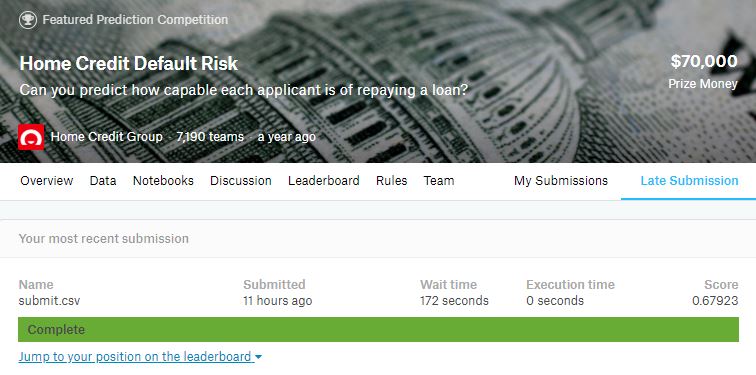 Featured Prediction Competition
Home Credit Default Risk
$70,000
Can you predict how capable each applicant is of repaying a loan?
Prize Money
Home Credit Group · 7,190 teams · a year ago
Overview Data Notebooks Discussion Leaderboard Rules Team My Submissions Late Submission
Your most recent submission
Name Submitted Wait time Execution time Score
submit.csv 11 hours ago 172 seconds 0 seconds 0.67923
Complete
Jump to your position on the leaderboard